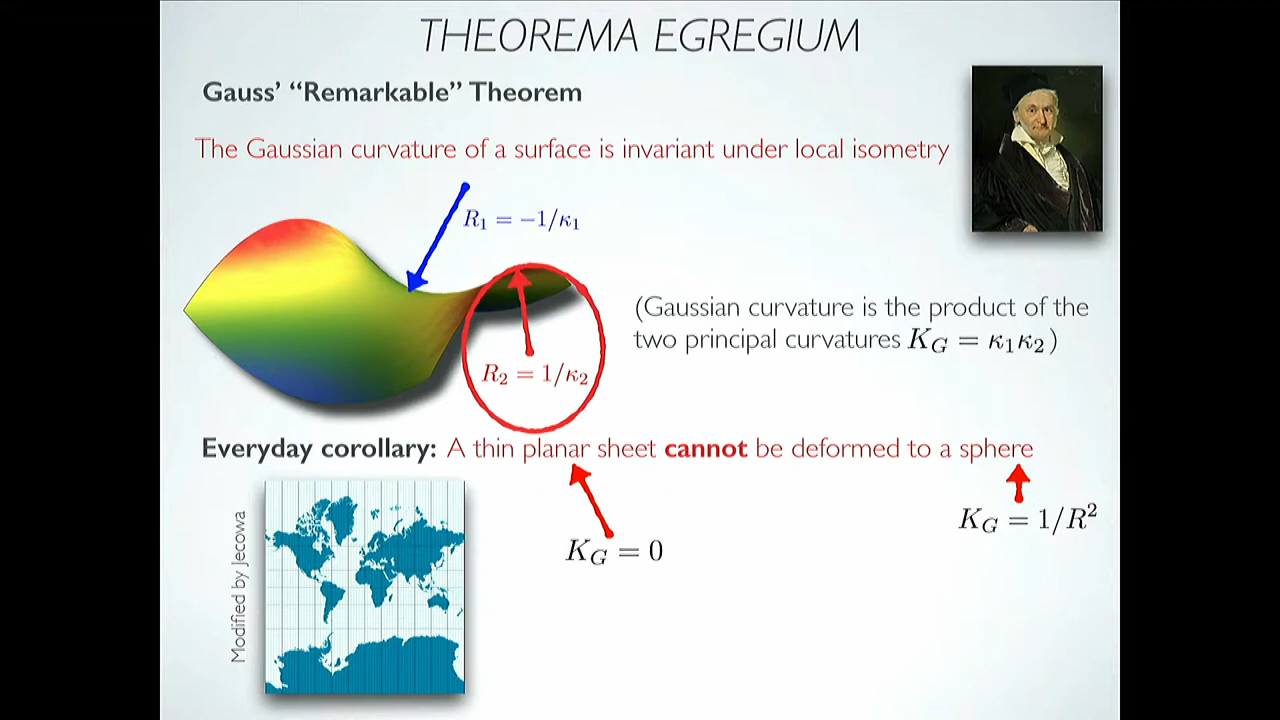 THEOREMA EGREGIUM
Gauss’ “Remarkable” Theorem
The Gaussian curvature of a surface is invariant under local isometry
R₁ = −1/κ₁
(Gaussian curvature is the product of the
two principal curvatures K_G = κ₁κ₂)
R₂ = 1/κ₂
Everyday corollary: A thin planar sheet cannot be deformed to a sphere
K_G = 1/R²
K_G = 0
Modified by Jecowa